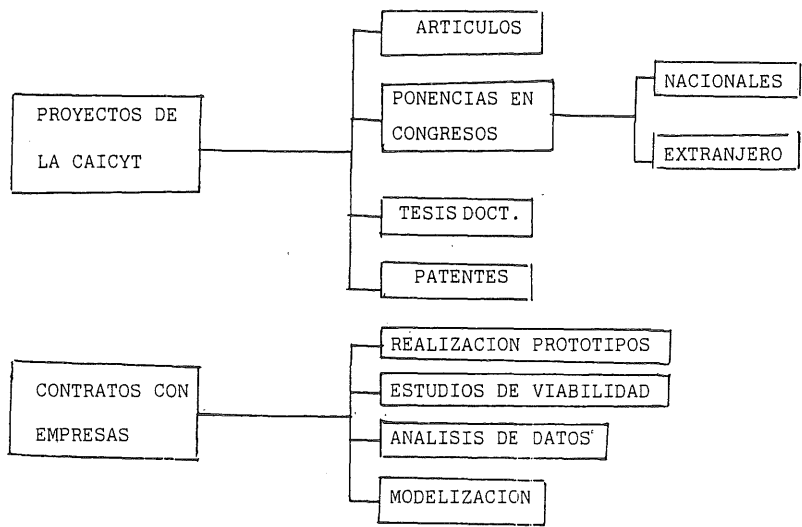 ARTICULOS
PROYECTOS DE
LA CAICYT
PONENCIAS EN
CONGRESOS
NACIONALES
EXTRANJERO
TESIS DOCT.
PATENTES
CONTRATOS CON
EMPRESAS
REALIZACION PROTOTIPOS
ESTUDIOS DE VIABILIDAD
ANALISIS DE DATOS
MODELIZACION